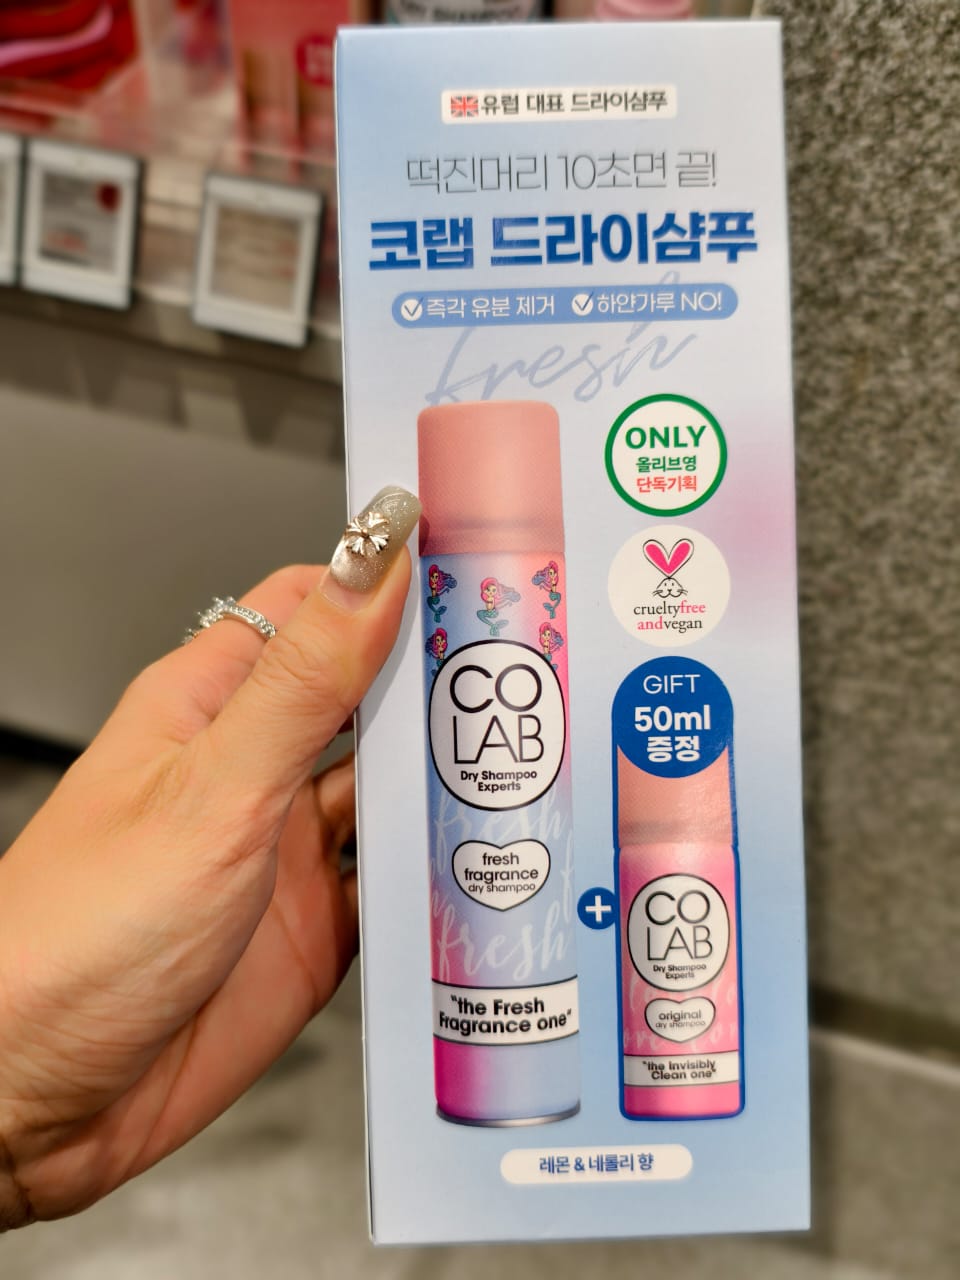 유럽 대표 드라이샴푸
떡진머리 10초면 끝!
코랩 드라이샴푸
즉각 유분 제거 하얀가루 NO!
fresh
ONLY
올리브영
단독기획
crueltyfree
andvegan
GIFT
50ml
증정
CO
LAB
Dry Shampoo
Experts
fresh
fresh
fragrance
dry shampoo
fresh
"the Fresh
Fragrance one"
+
CO
LAB
Dry Shampoo
Experts
original
dry shampoo
"the Invisibly
Clean one"
레몬 & 네롤리 향